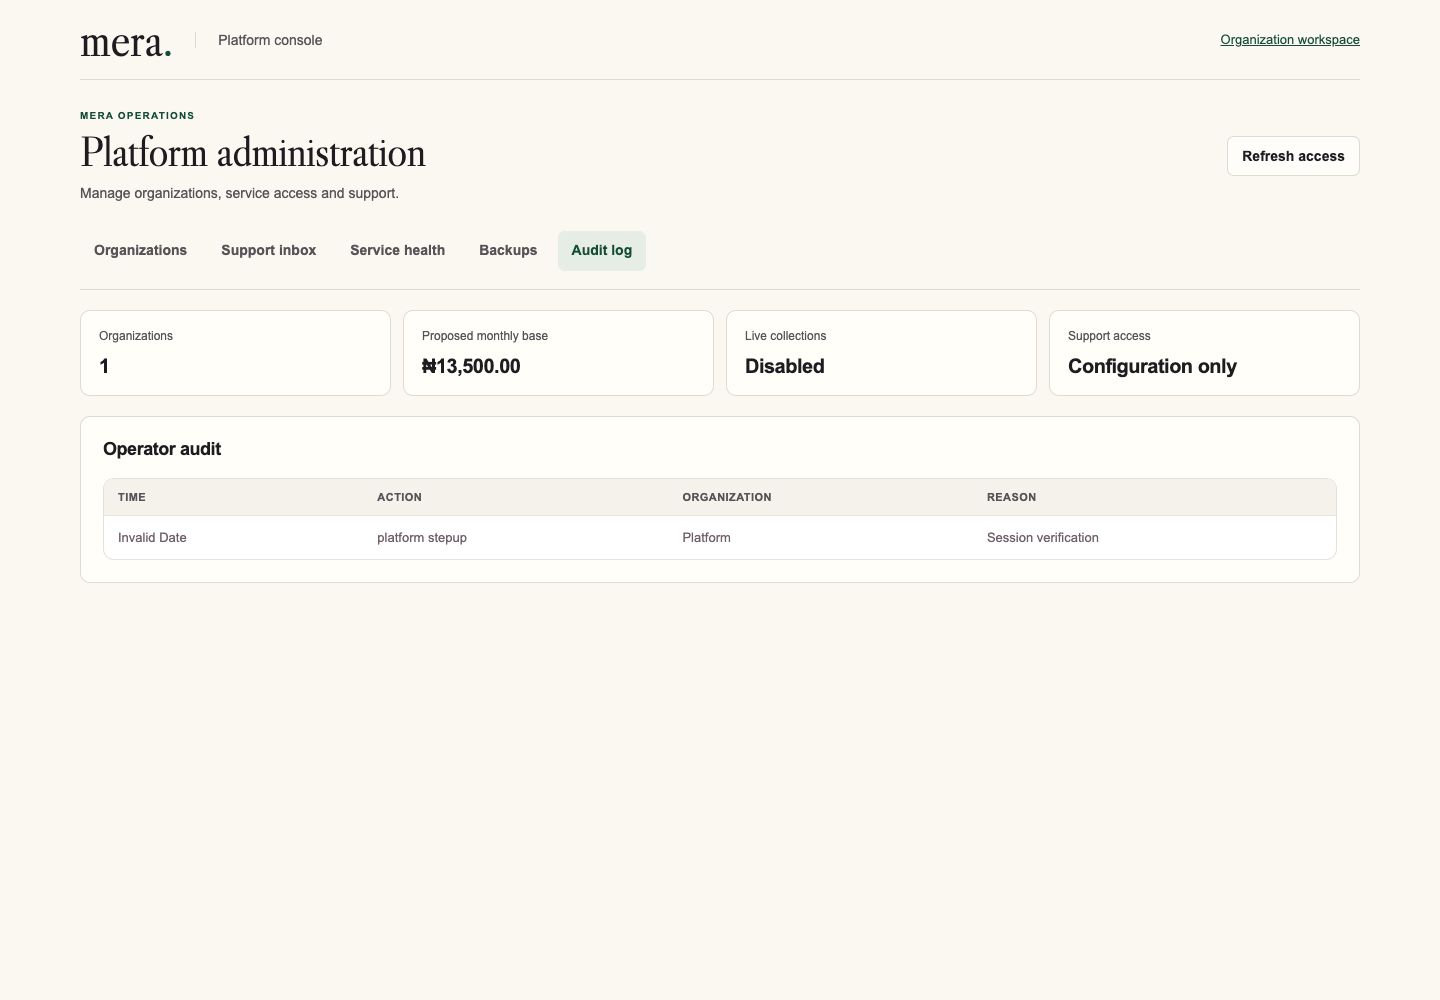 mera.
Platform console
Organization workspace
MERA OPERATIONS
Platform administration
Refresh access
Manage organizations, service access and support.
Organizations Support inbox Service health Backups Audit log
Organizations
1
Proposed monthly base
₦13,500.00
Live collections
Disabled
Support access
Configuration only
Operator audit
TIME ACTION ORGANIZATION REASON
Invalid Date platform stepup Platform Session verification